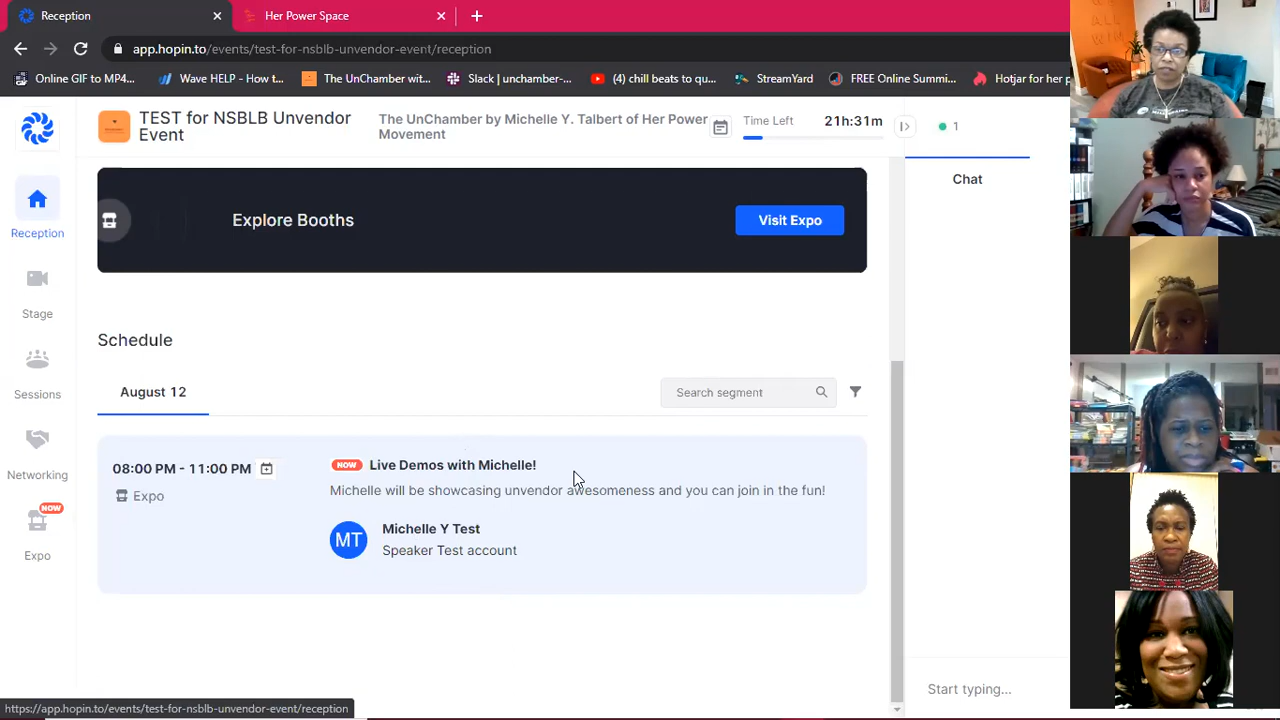 Reception
Her Power Space
app.hopin.to/events/test-for-nsblb-unvendor-event/reception
Online GIF to MP4...
Wave HELP - How t...
The UnChamber...
Slack | unchamber-...
(4) chill beats to qu...
StreamYard
FREE Online Summi...
Hotjar for her p
TEST for NSBLB Unvendor
Event
The UnChamber by Michelle Y. Talbert of Her Power
Movement
Time Left
21h:31m
1
Reception
Stage
Sessions
Networking
NOW
Expo
Explore Booths
Visit Expo
Schedule
August 12
Search segment
08:00 PM - 11:00 PM
Expo
NOW
Live Demos with Michelle!
Michelle will be showcasing unvendor awesomeness and you can join in the fun!
MT
Michelle Y Test
Speaker Test account
Chat
Start typing...
https://app.hopin.to/events/test-for-nsblb-unvendor-event/reception